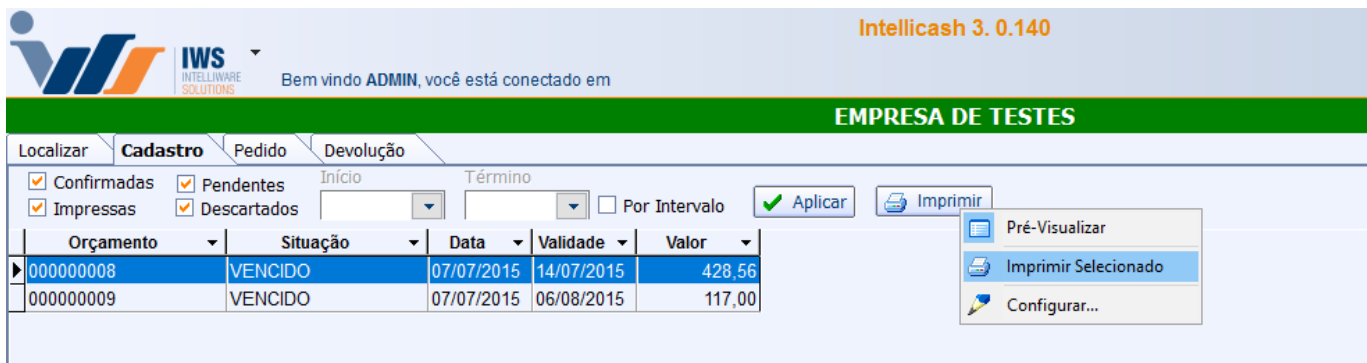 Intellicash 3. 0.140
IWS
INTELLIWARE
SOLUTIONS
Bem vindo ADMIN, você está conectado em
EMPRESA DE TESTES
Localizar Cadastro Pedido Devolução
Confirmadas Pendentes Início Término
Impressas Descartados Por Intervalo Aplicar Imprimir
Pré-Visualizar
Orçamento Situação Data Validade Valor
000000008 VENCIDO 07/07/2015 14/07/2015 428,56
Imprimir Selecionado
000000009 VENCIDO 07/07/2015 06/08/2015 117,00
Configurar...